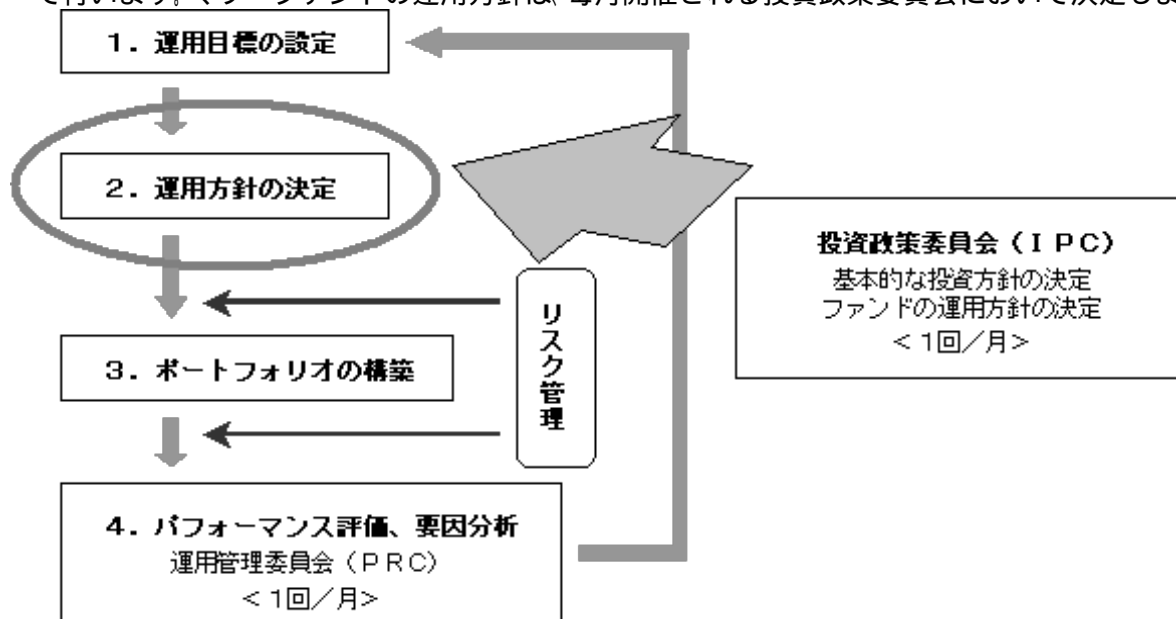 て行います。マザーファンドの運用方針は、毎月開催される投資政策委員会において決定しま
1．運用目標の設定
2．運用方針の決定
投資政策委員会（ＩＰＣ）
基本的な投資方針の決定
ファンドの運用方針の決定
＜1回／月＞
リスク管理
3．ポートフォリオの構築
4．パフォーマンス評価、要因分析
運用管理委員会（ＰＲＣ）
＜1回／月＞